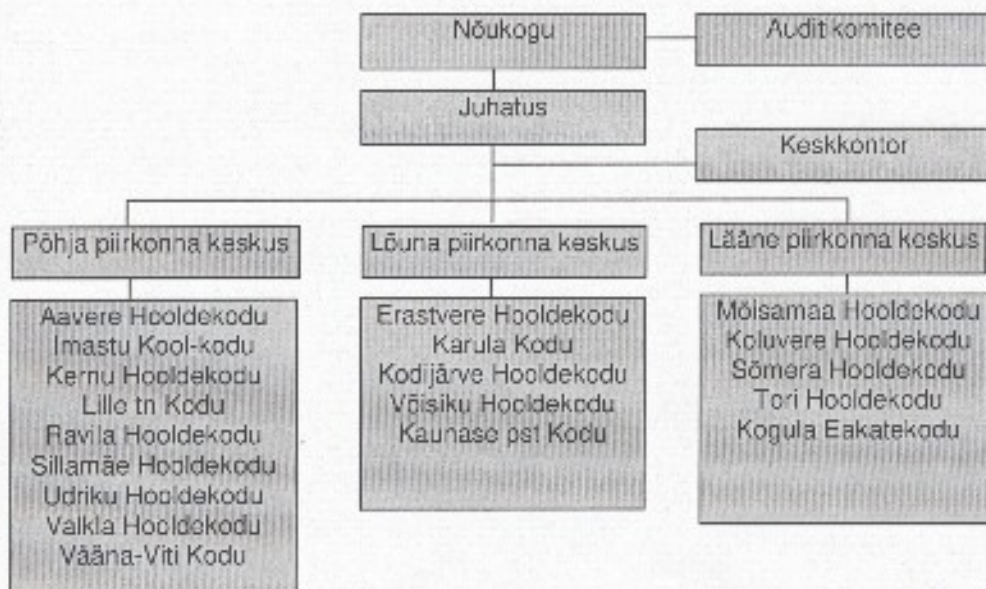 Nõukogu
Auditikomitee
Juhatus
Keskkontor
Põhja piirkonna keskus
Lõuna piirkonna keskus
Lääne piirkonna keskus
Aavere Hooldekodu
Imastu Kool-kodu
Kernu Hooldekodu
Lille tn Kodu
Ravila Hooldekodu
Sillamäe Hooldekodu
Udriku Hooldekodu
Valkla Hooldekodu
Vääna-Viti Kodu
Erastvere Hooldekodu
Karula Kodu
Kodijärve Hooldekodu
Võisiku Hooldekodu
Kaunase pst Kodu
Mõisamaa Hooldekodu
Koluvere Hooldekodu
Sõmera Hooldekodu
Tori Hooldekodu
Kogula Eakatekodu